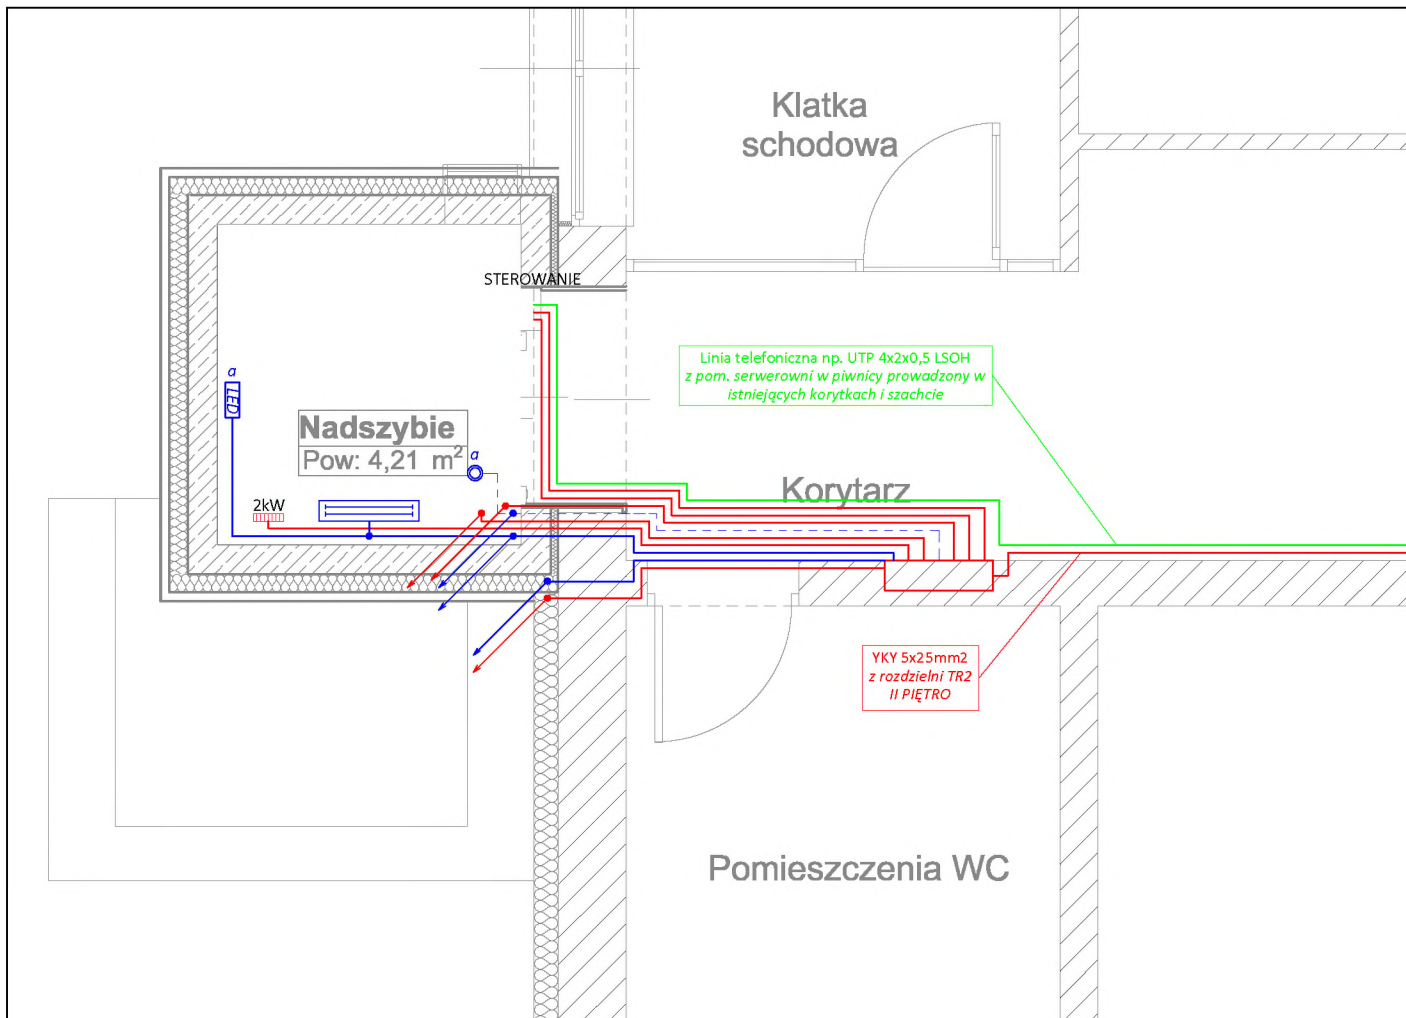 Klatka
schodowa
STEROWANIE
Linia telefoniczna np. UTP 4x2x0,5 LSOH
z pom. serwerowni w piwnicy prowadzony w
istniejących korytkach i szachcie
a
LED
Nadszybie
Pow: 4,21 m²
a
2kW
Korytarz
YKY 5x25mm2
z rozdzielni TR2
II PIĘTRO
Pomieszczenia WC